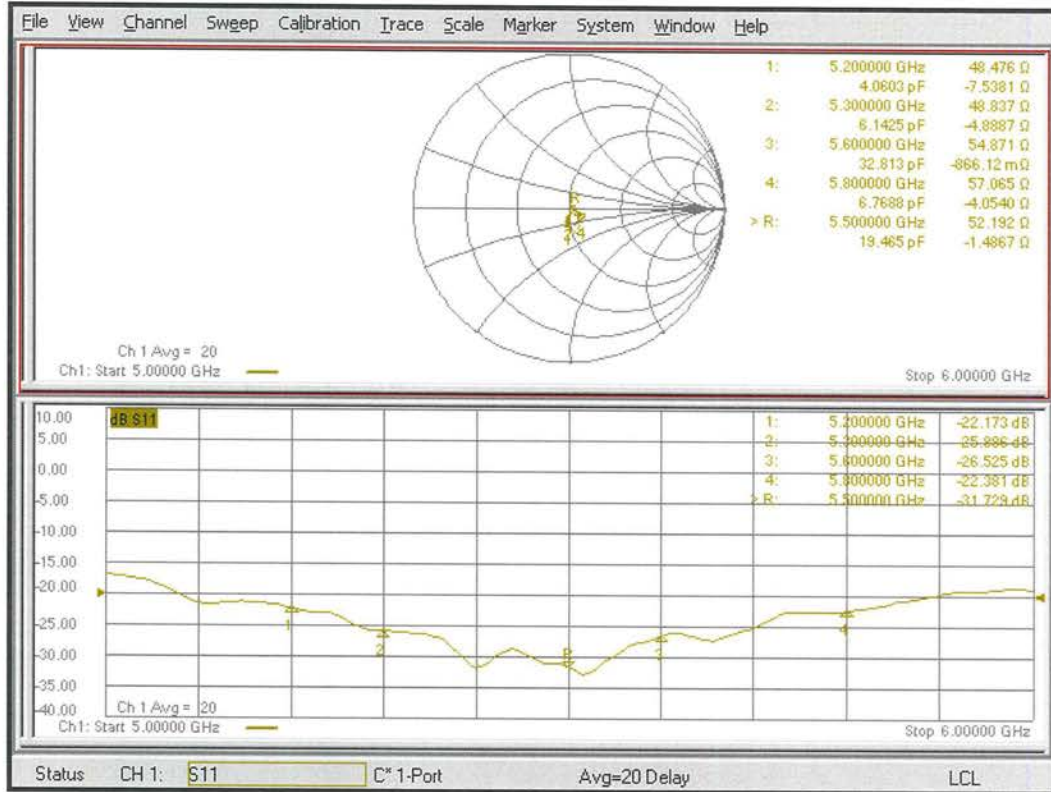 File View Channel Sweep Calibration Trace Scale Marker System Window Help
1: 5.200000 GHz 48.476 Ω
4.0603 pF -7.5381 Ω
2: 5.300000 GHz 48.837 Ω
6.1425 pF -4.8887 Ω
3: 5.600000 GHz 54.871 Ω
32.813 pF -866.12 mΩ
4: 5.800000 GHz 57.065 Ω
6.7688 pF -4.0540 Ω
> R: 5.500000 GHz 52.192 Ω
19.465 pF -1.4867 Ω
Ch 1 Avg = 20
Ch1: Start 5.00000 GHz
Stop 6.00000 GHz
10.00
dB S11
1: 5.200000 GHz -22.173 dB
5.00
2: 5.300000 GHz -25.886 dB
3: 5.600000 GHz -26.525 dB
0.00
4: 5.800000 GHz -22.381 dB
-5.00
> R: 5.500000 GHz -31.729 dB
-10.00
-15.00
-20.00
-25.00
1
4
-30.00
2
R
3
-35.00
-40.00
Ch 1 Avg = 20
Ch1: Start 5.00000 GHz
Stop 6.00000 GHz
Status CH 1: S11 C* 1-Port Avg=20 Delay LCL